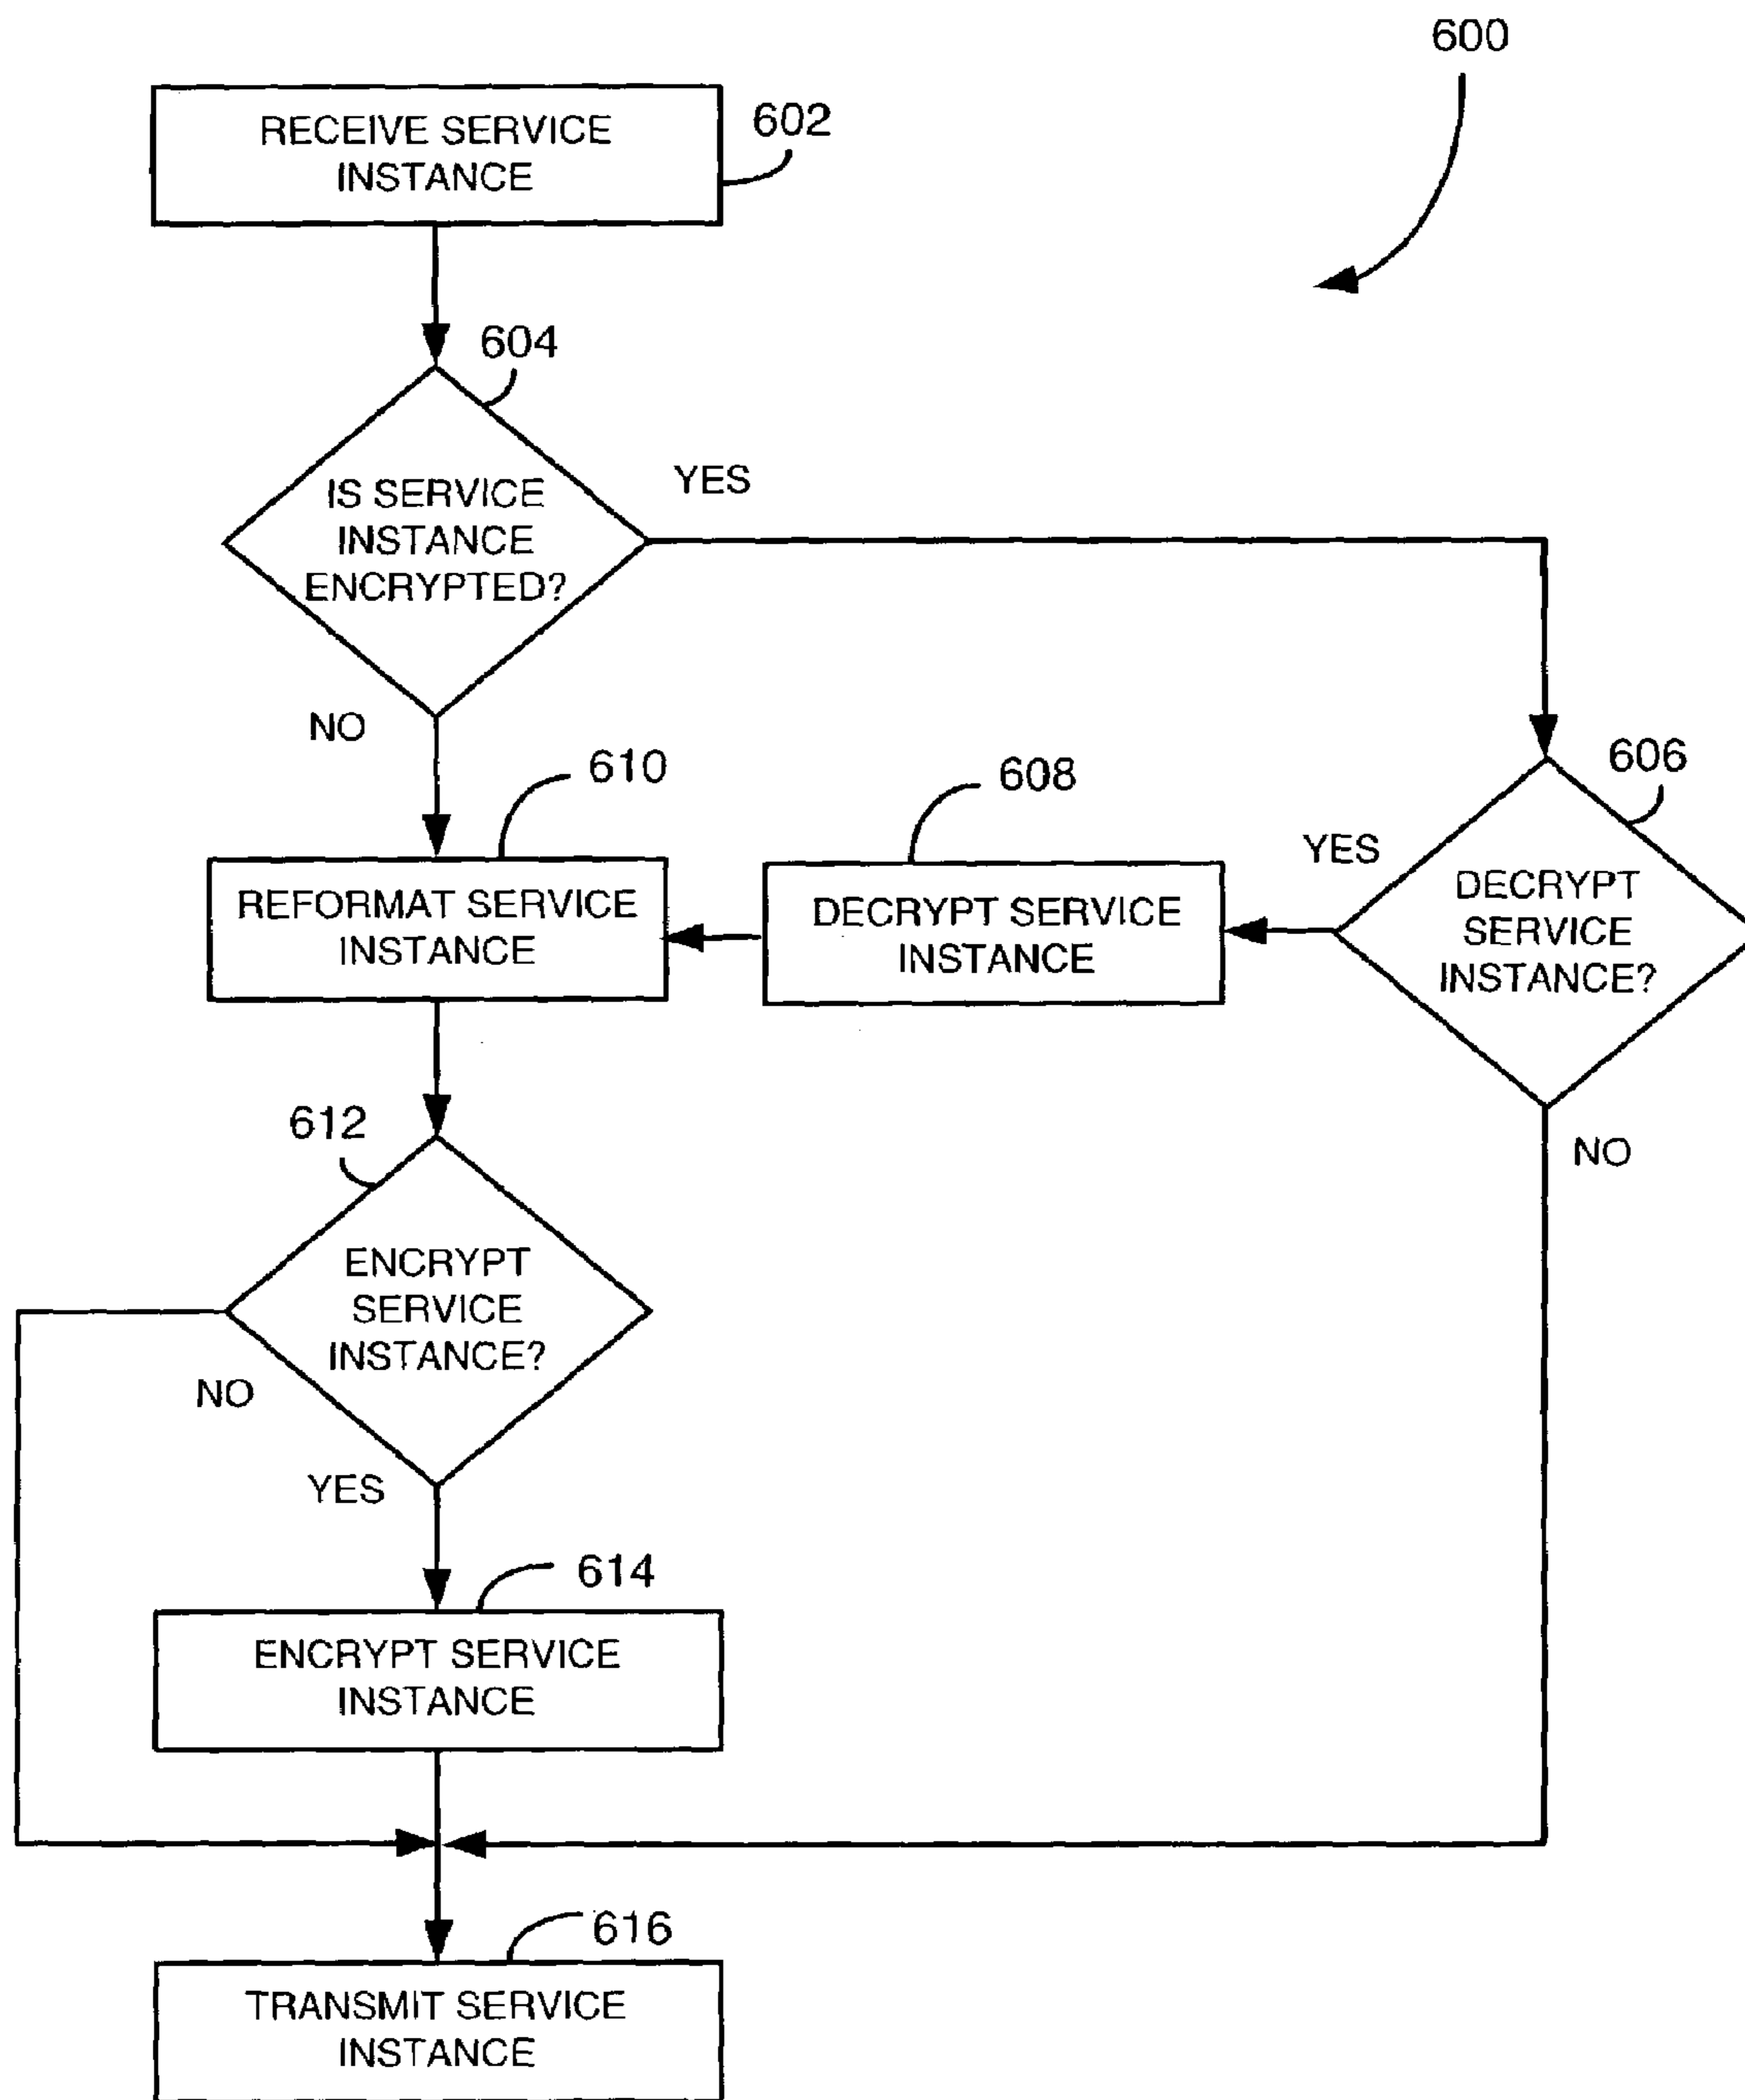 600
RECEIVE SERVICE
INSTANCE
602
604
IS SERVICE
INSTANCE
ENCRYPTED?
YES
NO
610
608
606
REFORMAT SERVICE
INSTANCE
DECRYPT SERVICE
INSTANCE
YES
DECRYPT
SERVICE
INSTANCE?
NO
612
ENCRYPT
SERVICE
INSTANCE?
NO
YES
614
ENCRYPT SERVICE
INSTANCE
616
TRANSMIT SERVICE
INSTANCE